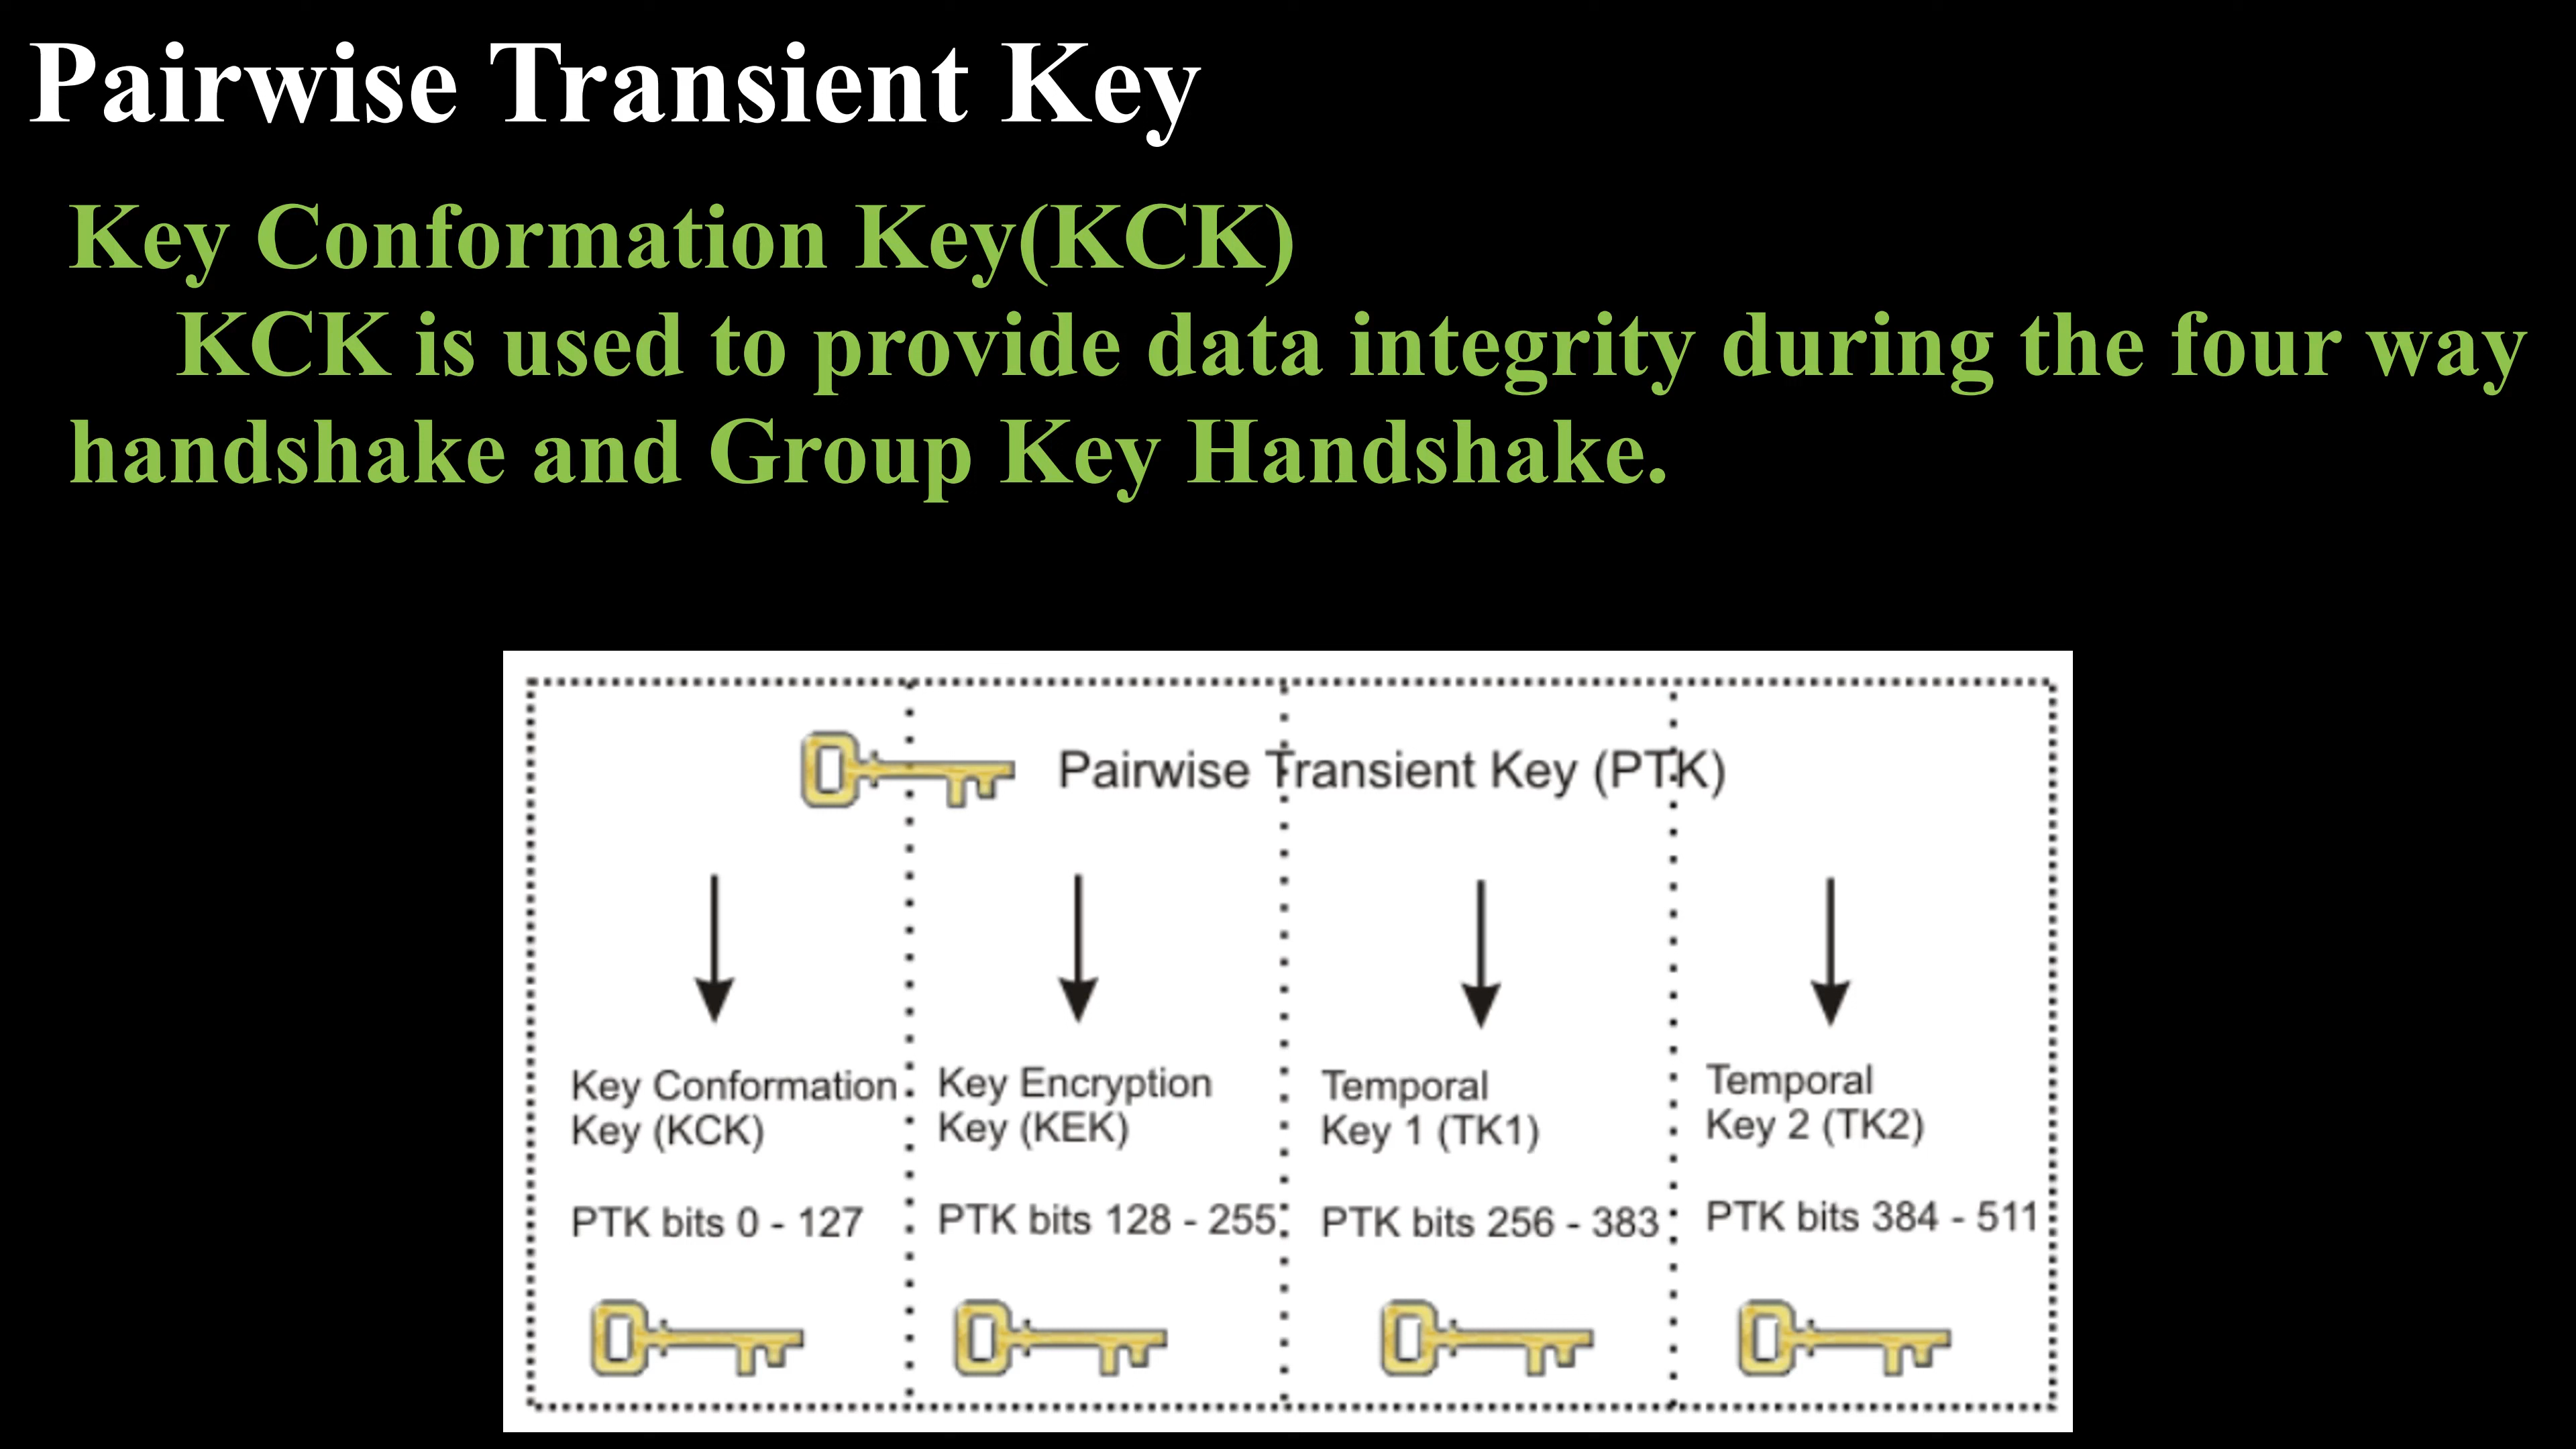 Pairwise Transient Key
Key Conformation Key(KCK)
KCK is used to provide data integrity during the four way
handshake and Group Key Handshake.
Pairwise Transient Key (PTK)
Key Conformation
Key (KCK)
PTK bits 0 - 127
Key Encryption
Key (KEK)
PTK bits 128 - 255
Temporal
Key 1 (TK1)
PTK bits 256 - 383
Temporal
Key 2 (TK2)
PTK bits 384 - 511